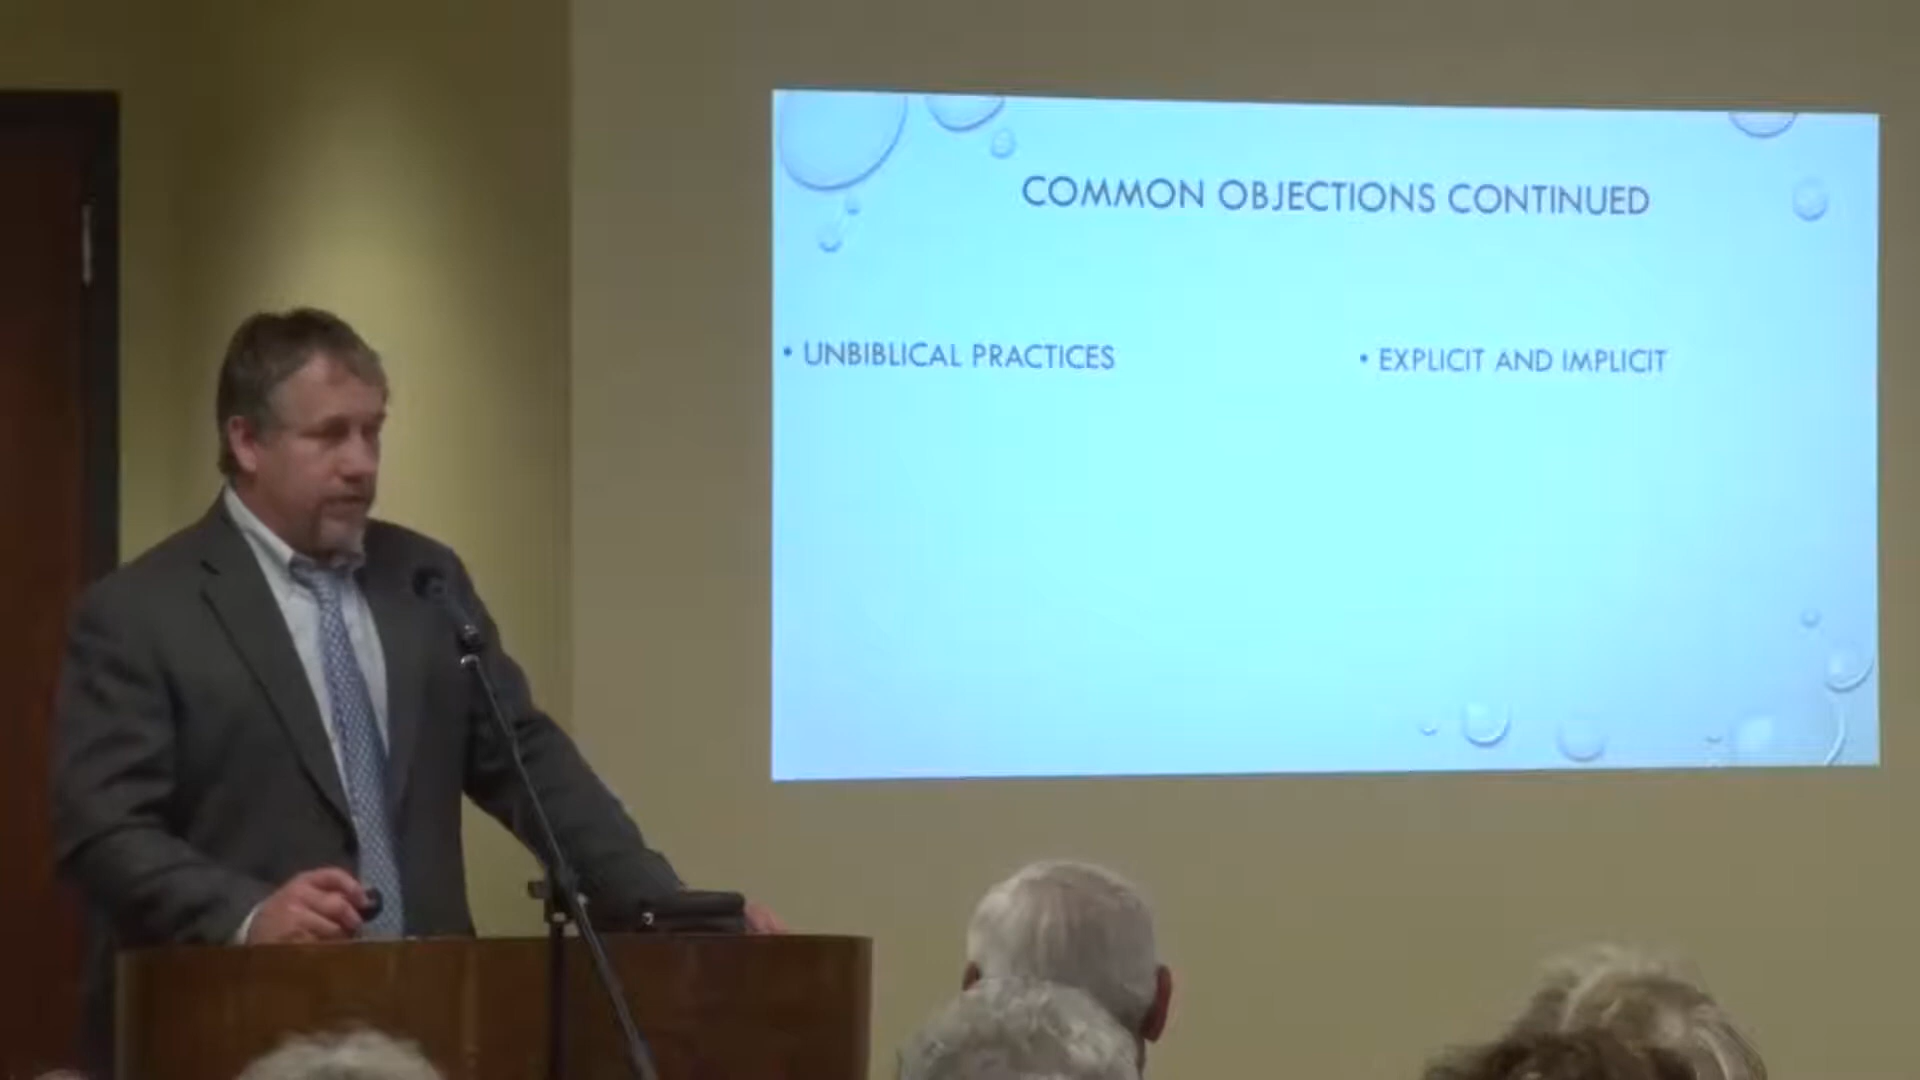 COMMON OBJECTIONS CONTINUED
• UNBIBLICAL PRACTICES
• EXPLICIT AND IMPLICIT